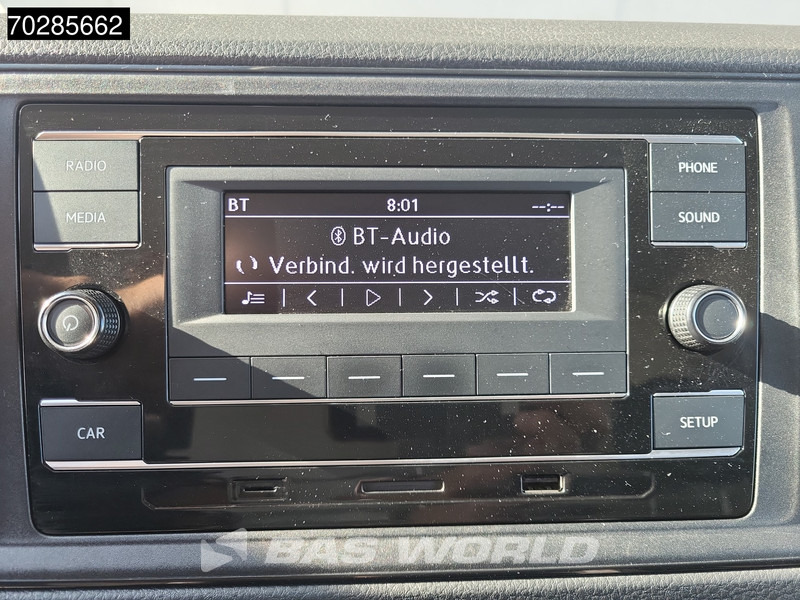 70285662
RADIO
MEDIA
PHONE
SOUND
BT 8:01 --:--
BT-Audio
Verbind. wird hergestellt.
CAR
SETUP
BAS WORLD